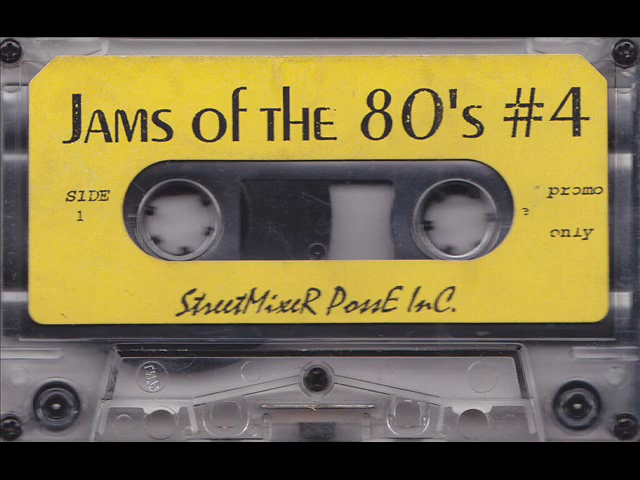 JAMS of THE 80's #4
SIDE
1
promo
only
StreetMixeR PossE InC.